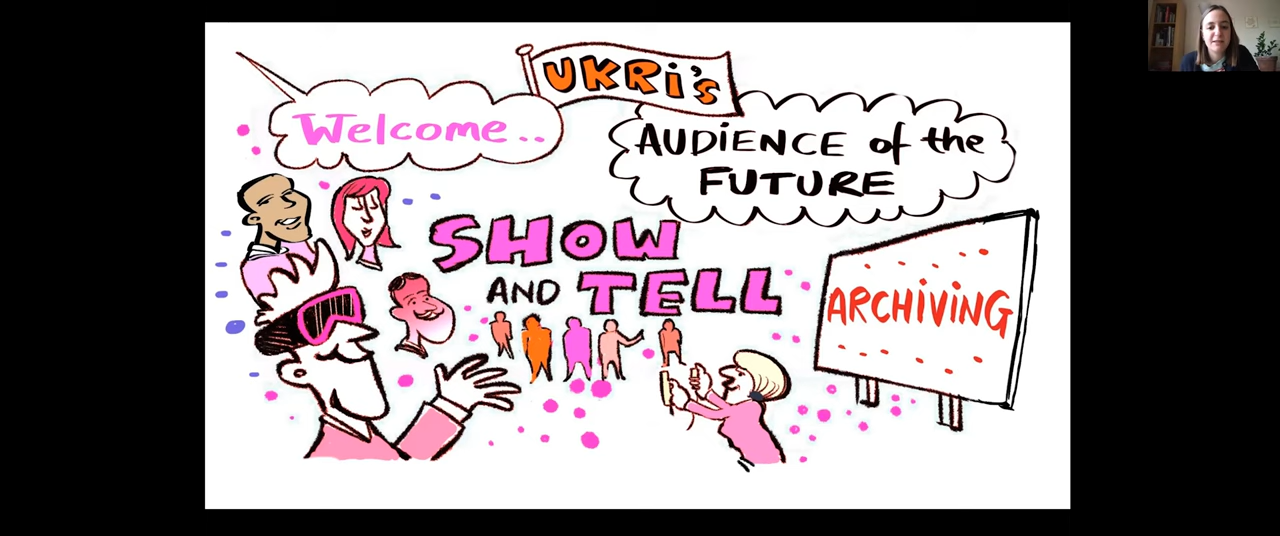 UKRi's
Welcome..
AUDiENCE of the
FUTURE
SHOW
AND TELL
ARCHiViNG